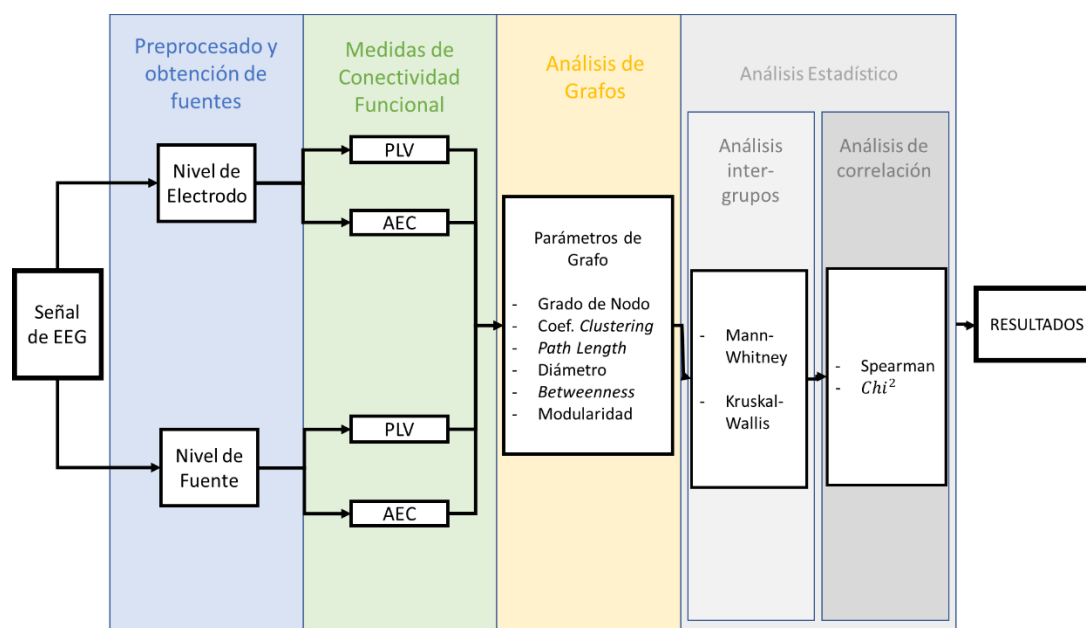 Preprocesado y
obtención de
fuentes
Medidas de
Conectividad
Funcional
Análisis de
Grafos
Análisis Estadístico
Análisis
inter-
grupos
Análisis de
correlación
Señal
de EEG
Nivel de
Electrodo
Nivel de
Fuente
PLV
AEC
PLV
AEC
Parámetros de
Grafo
- Grado de Nodo
- Coef. Clustering
- Path Length
- Diámetro
- Betweenness
- Modularidad
- Mann-
Whitney
- Kruskal-
Wallis
- Spearman
- Chi²
RESULTADOS